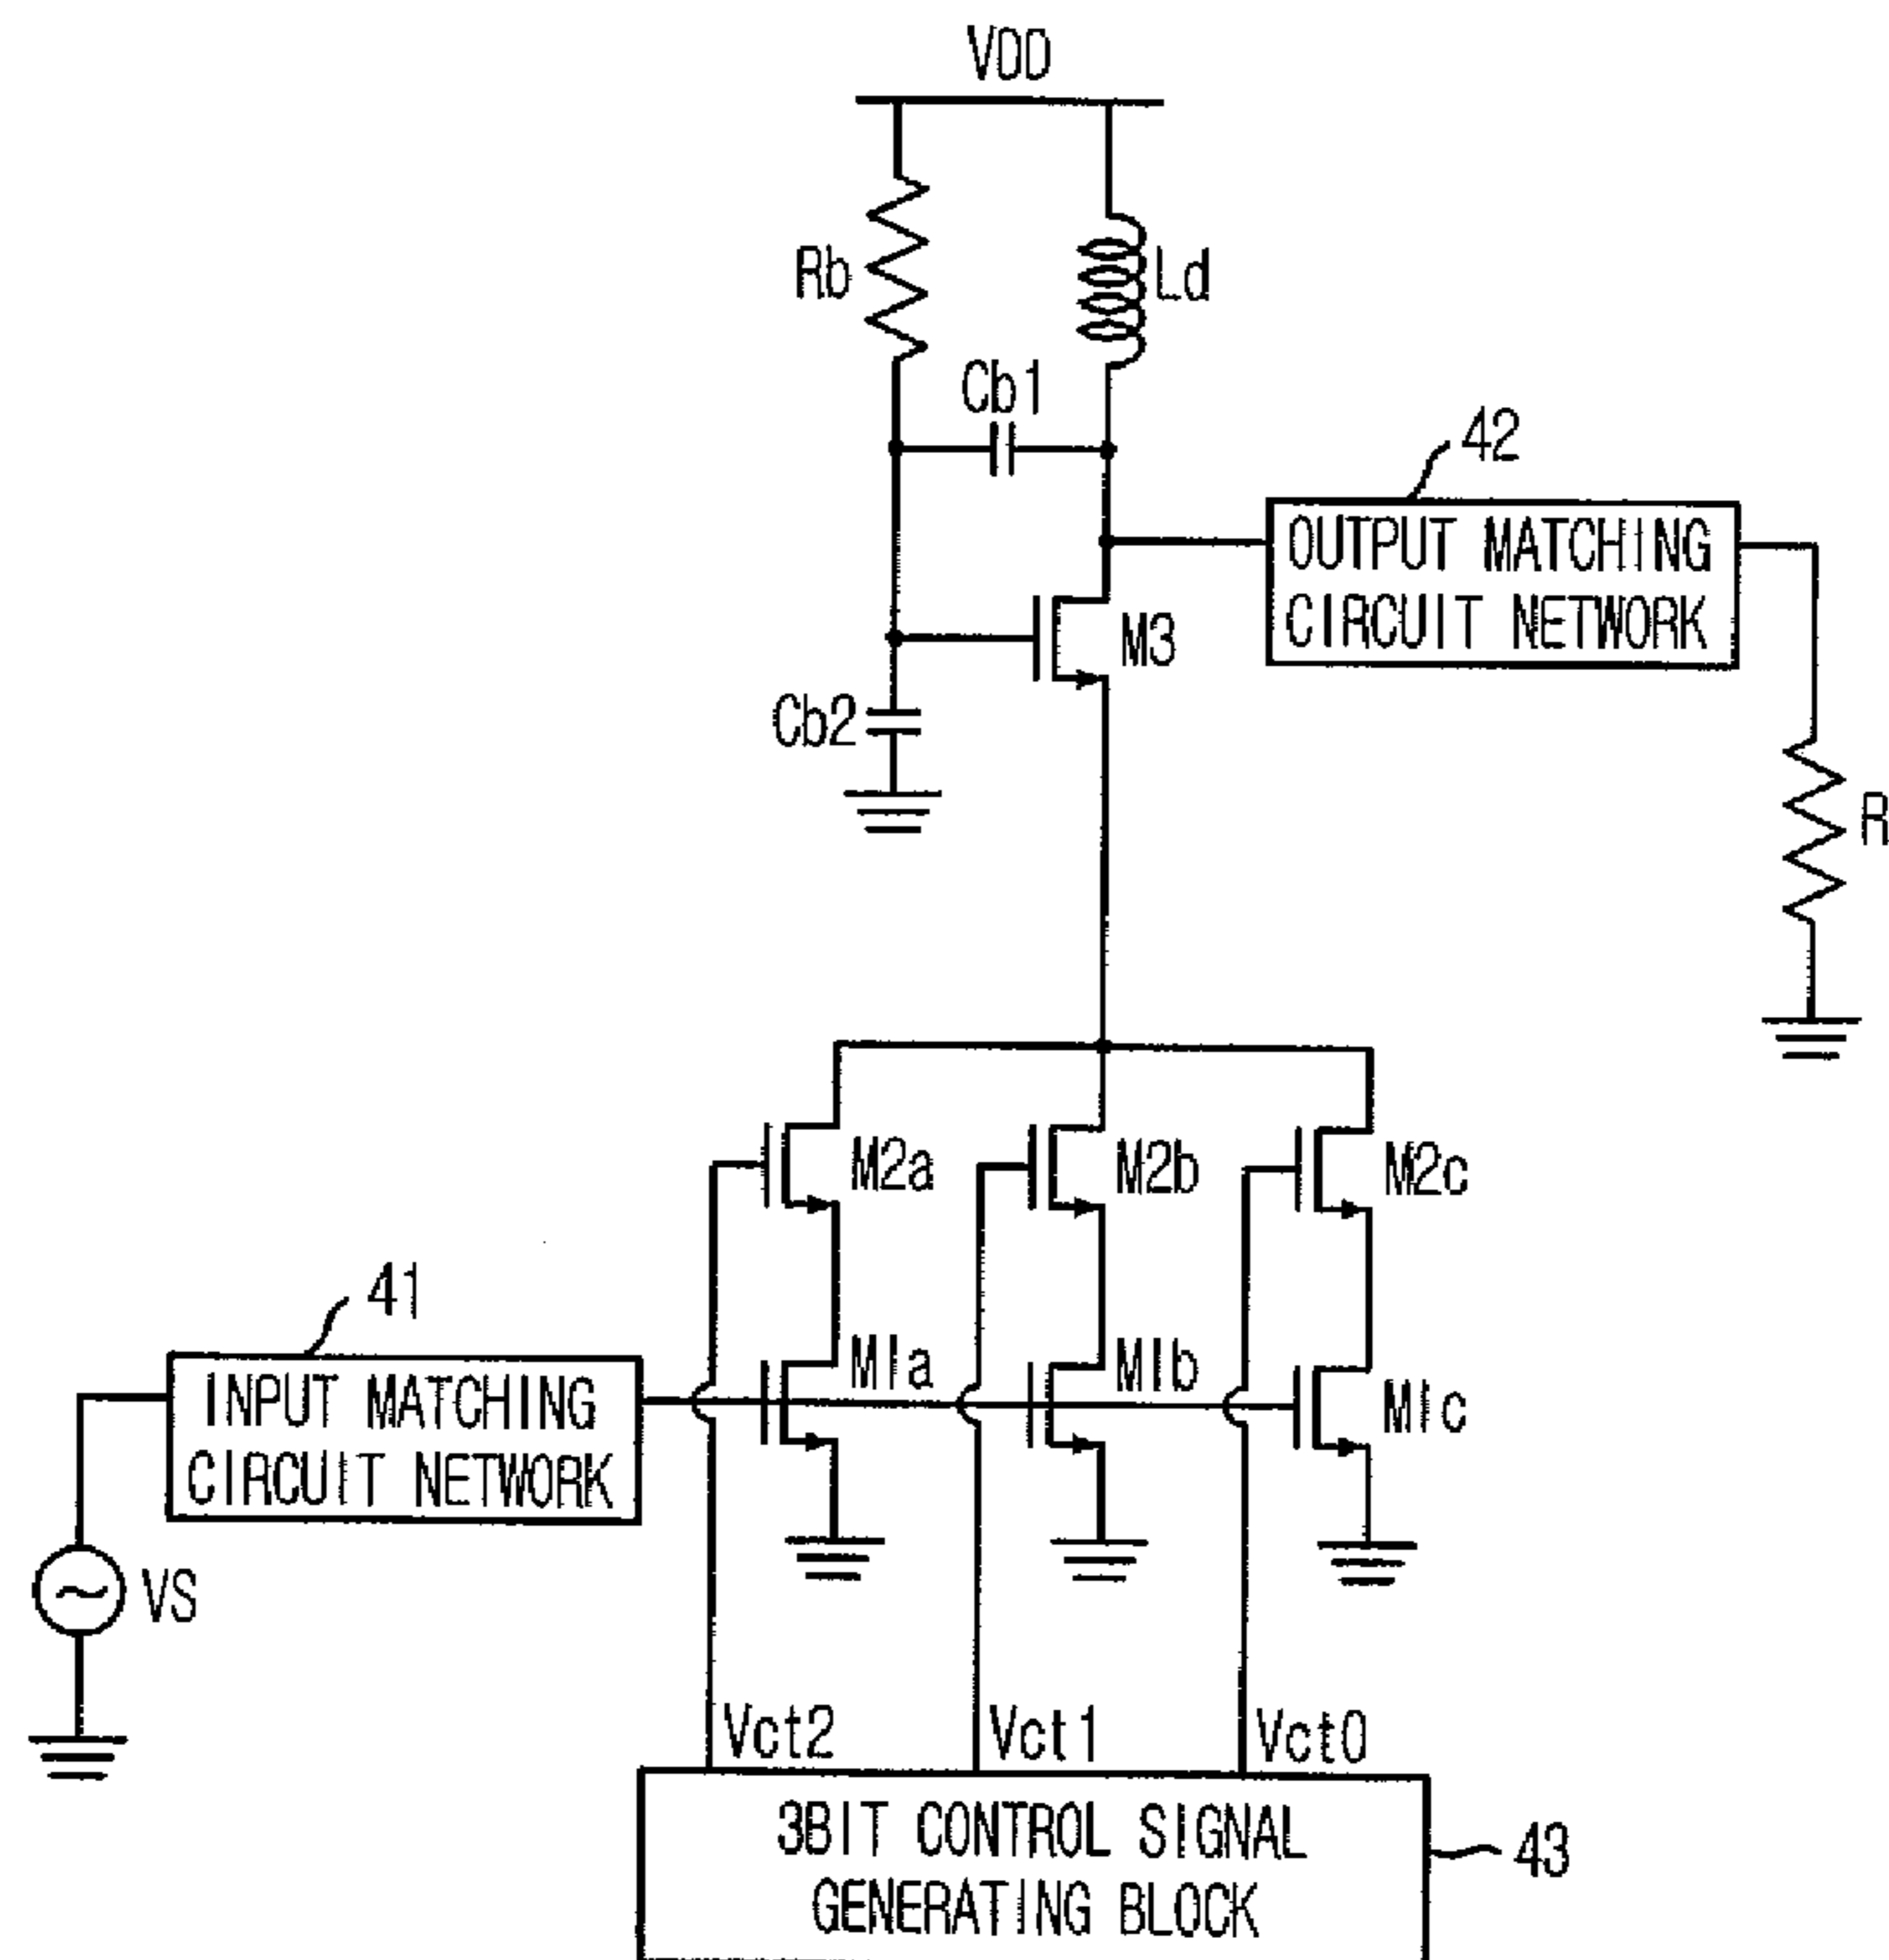 VDD
Rb
Ld
Cb1
42
OUTPUT MATCHING
CIRCUIT NETWORK
M3
Cb2
R
M2a
M2b
M2c
41
INPUT MATCHING
CIRCUIT NETWORK
M1a
M1b
M1c
VS
Vct2
Vct1
Vct0
3BIT CONTROL SIGNAL
GENERATING BLOCK
43